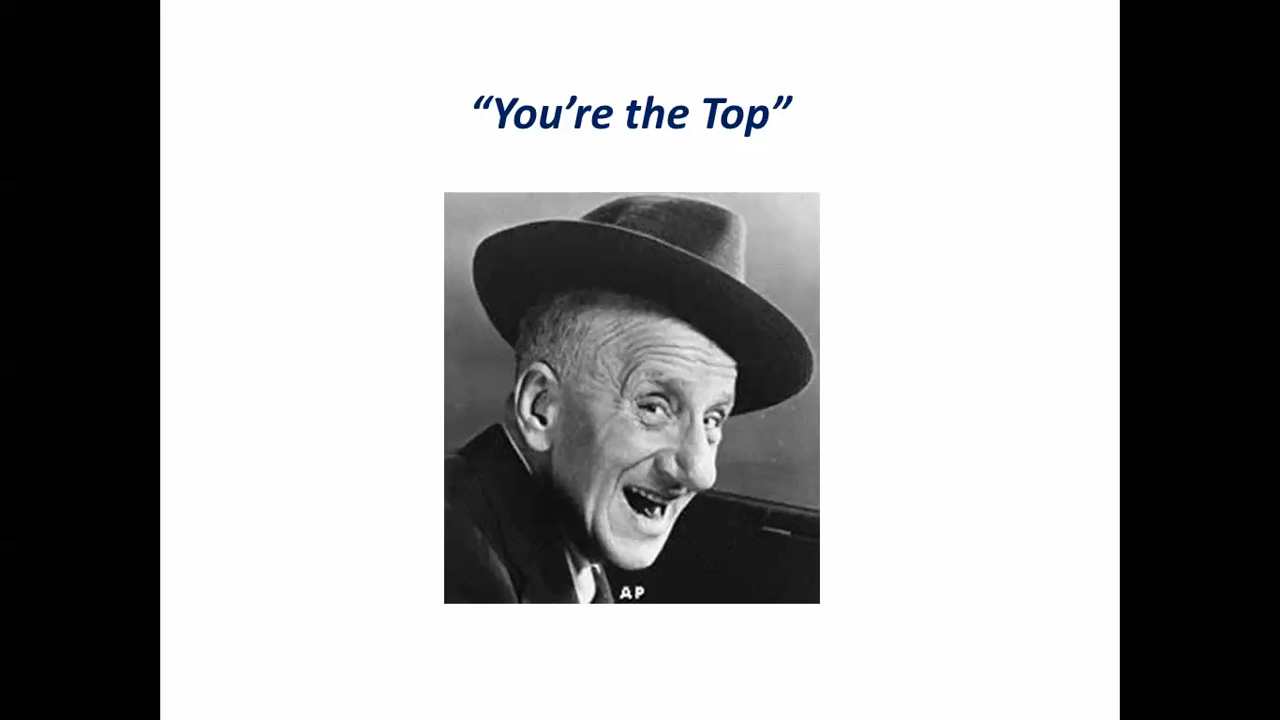 “You’re the Top”
AP